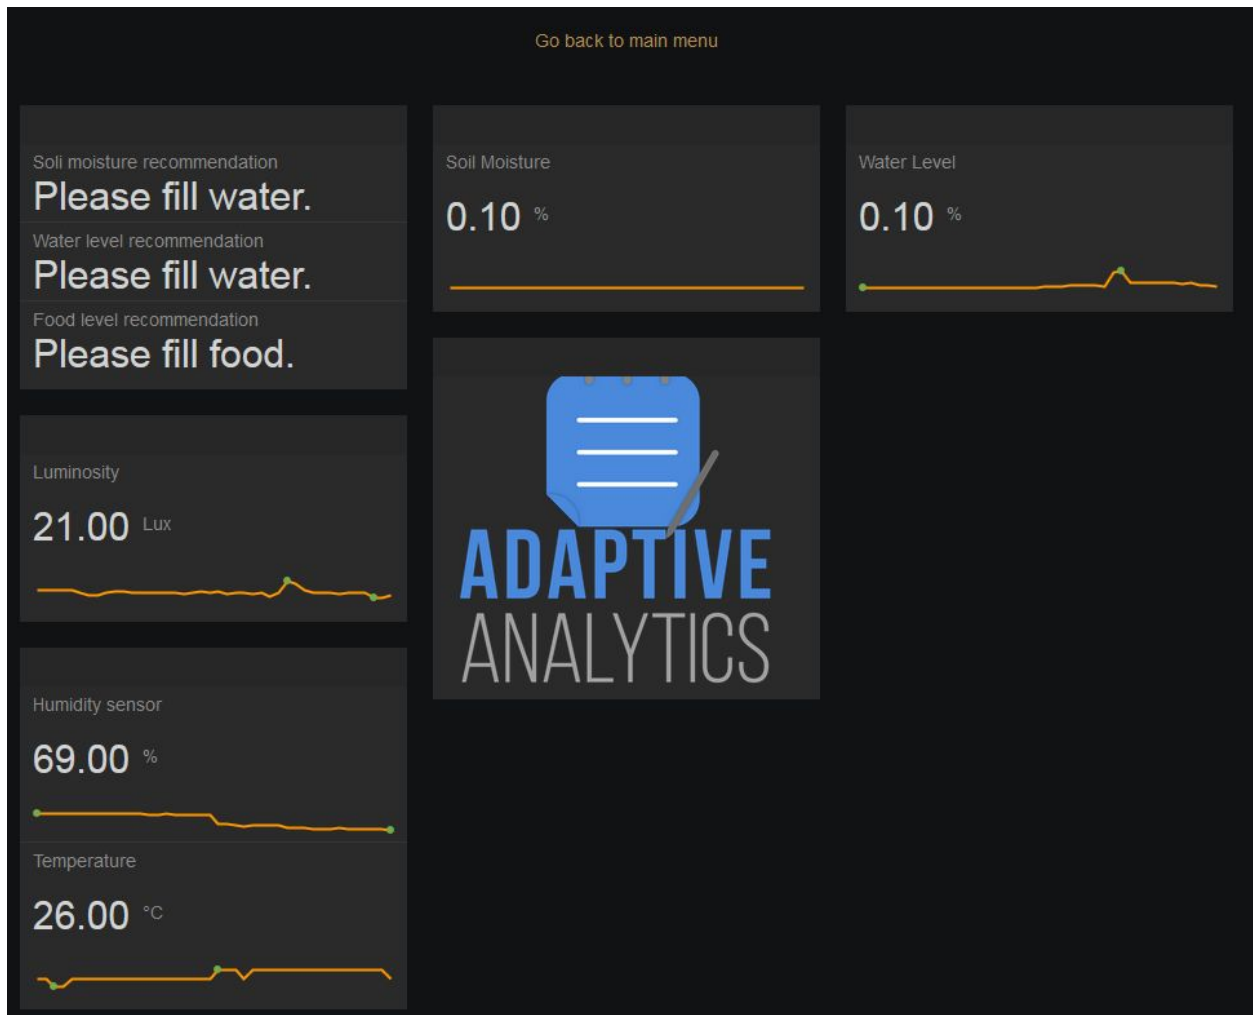 Go back to main menu
Soli moisture recommendation
Please fill water.
Water level recommendation
Please fill water.
Food level recommendation
Please fill food.
Luminosity
21.00 Lux
Humidity sensor
69.00 %
Temperature
26.00 °C
Soil Moisture
0.10 %
ADAPTIVE
ANALYTICS
Water Level
0.10 %